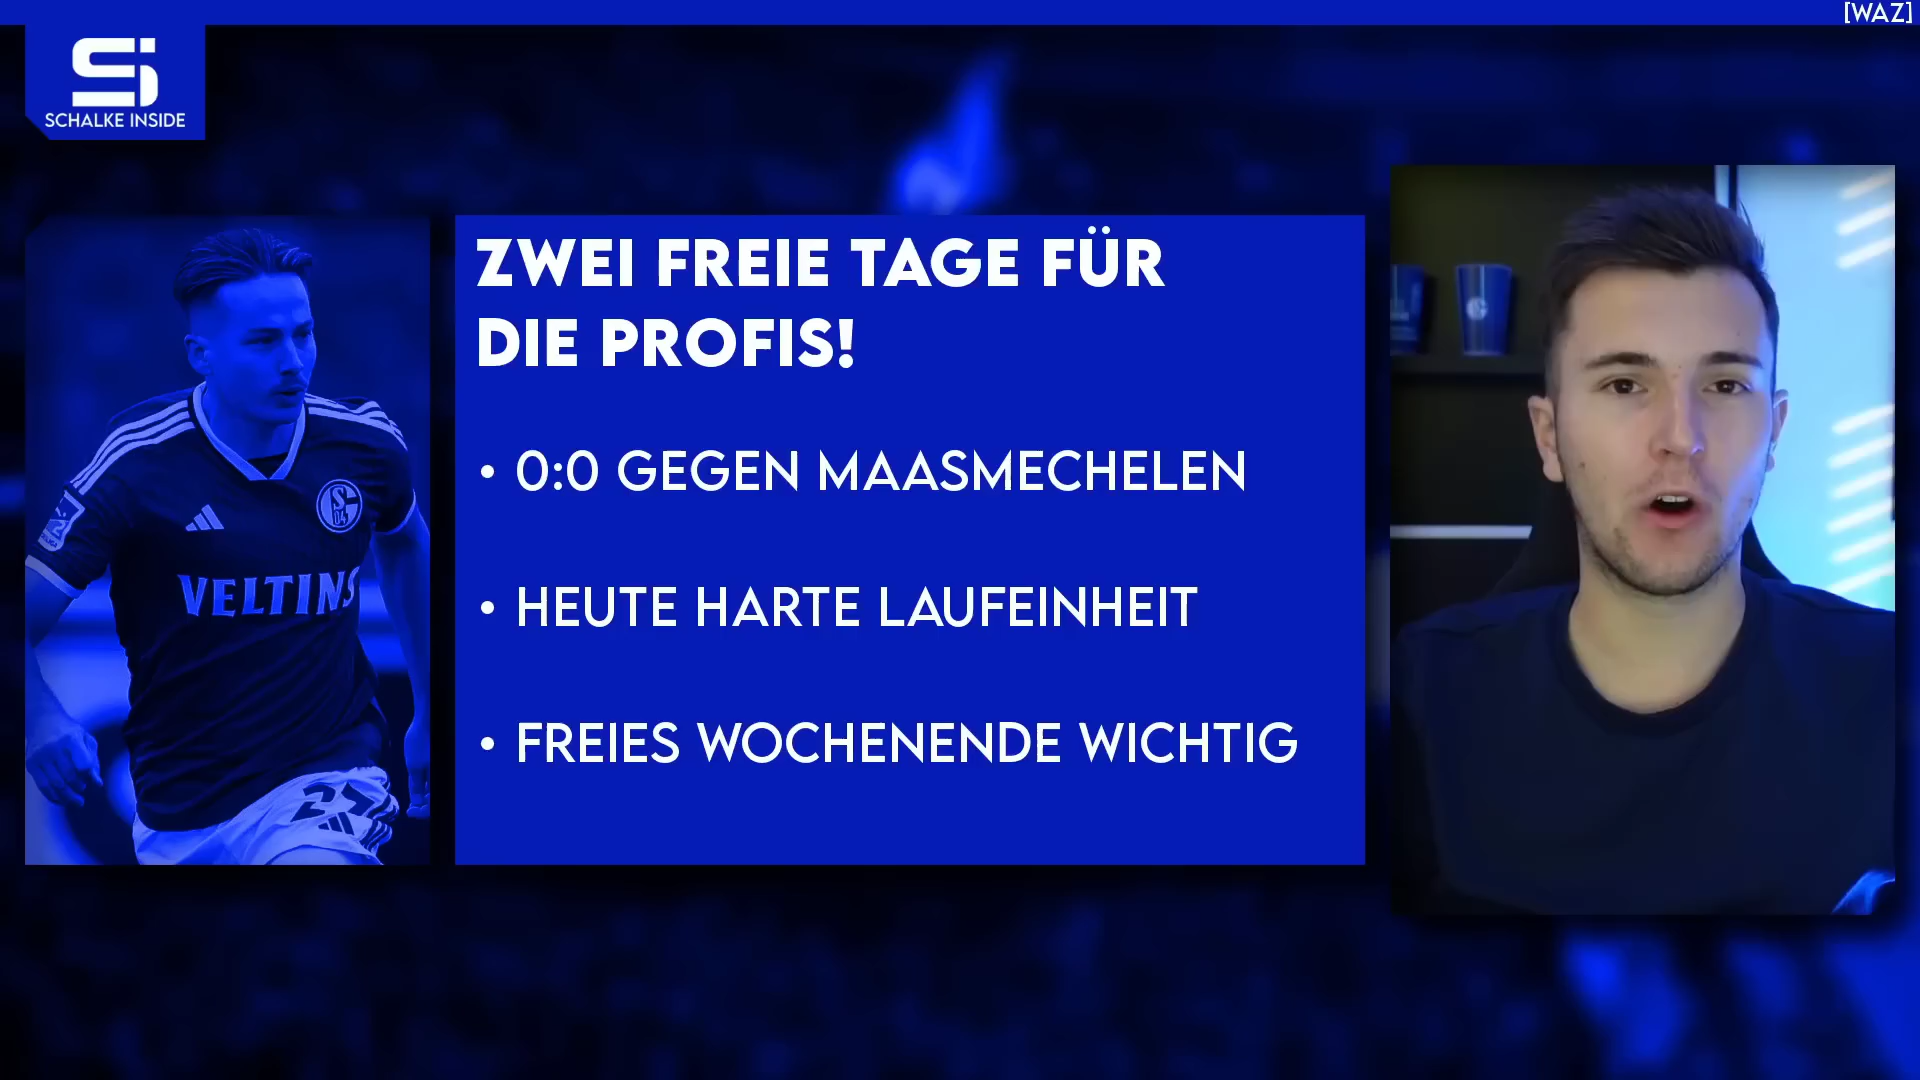 [WAZ]
SCHALKE INSIDE
ZWEI FREIE TAGE FÜR
DIE PROFIS!
• 0:0 GEGEN MAASMECHELEN
• HEUTE HARTE LAUFEINHEIT
• FREIES WOCHENENDE WICHTIG
S
04
VELTINS